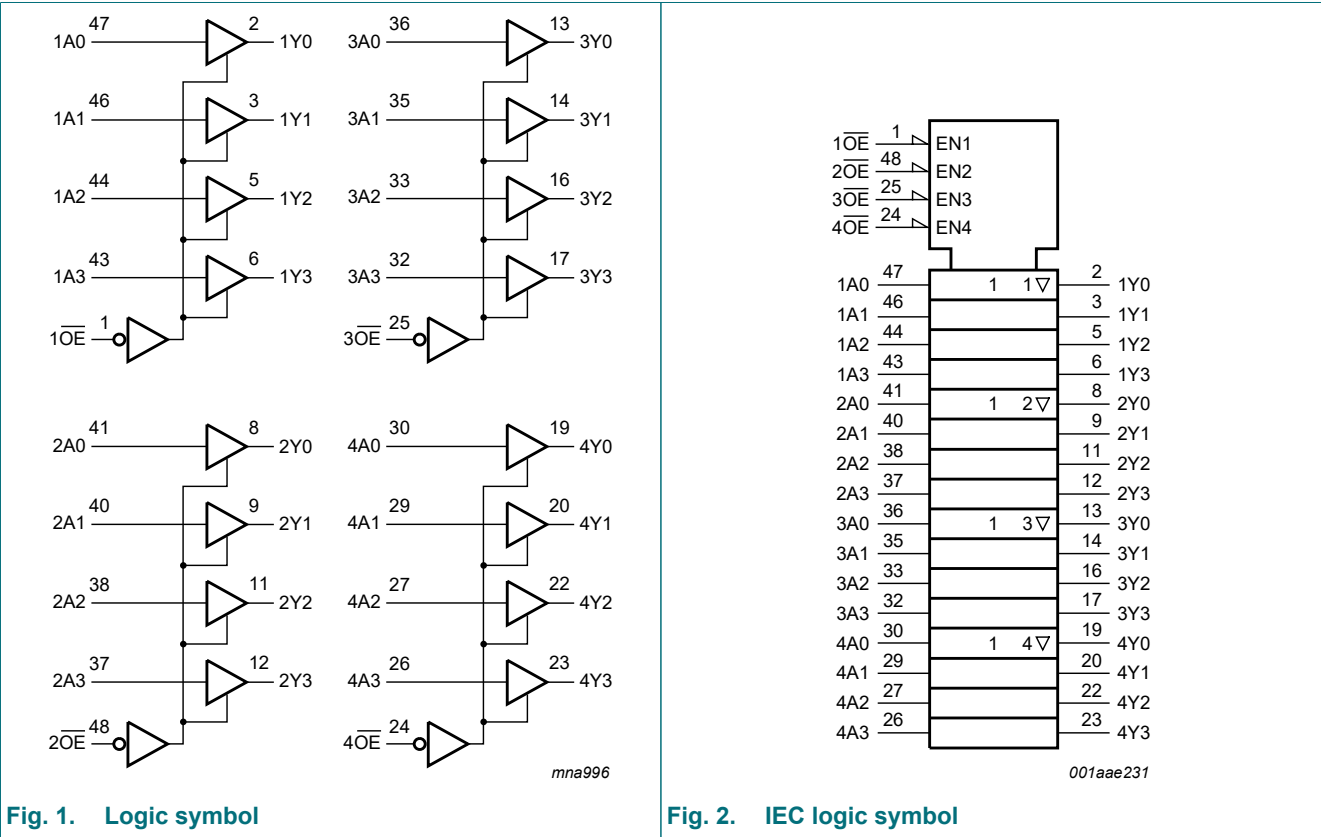 47 2
1A0 1Y0
46 3
1A1 1Y1
44 5
1A2 1Y2
43 6
1A3 1Y3
1
1O̅E̅
36 13
3A0 3Y0
35 14
3A1 3Y1
33 16
3A2 3Y2
32 17
3A3 3Y3
25
3O̅E̅
41 8
2A0 2Y0
40 9
2A1 2Y1
38 11
2A2 2Y2
37 12
2A3 2Y3
48
2O̅E̅
30 19
4A0 4Y0
29 20
4A1 4Y1
27 22
4A2 4Y2
26 23
4A3 4Y3
24
4O̅E̅
mna996
Fig. 1. Logic symbol
1O̅E̅ 1 EN1
2O̅E̅ 48 EN2
3O̅E̅ 25 EN3
4O̅E̅ 24 EN4
1A0 47 1 1▽ 2 1Y0
1A1 46 3 1Y1
1A2 44 5 1Y2
1A3 43 6 1Y3
2A0 41 1 2▽ 8 2Y0
2A1 40 9 2Y1
2A2 38 11 2Y2
2A3 37 12 2Y3
3A0 36 1 3▽ 13 3Y0
3A1 35 14 3Y1
3A2 33 16 3Y2
3A3 32 17 3Y3
4A0 30 1 4▽ 19 4Y0
4A1 29 20 4Y1
4A2 27 22 4Y2
4A3 26 23 4Y3
001aae231
Fig. 2. IEC logic symbol